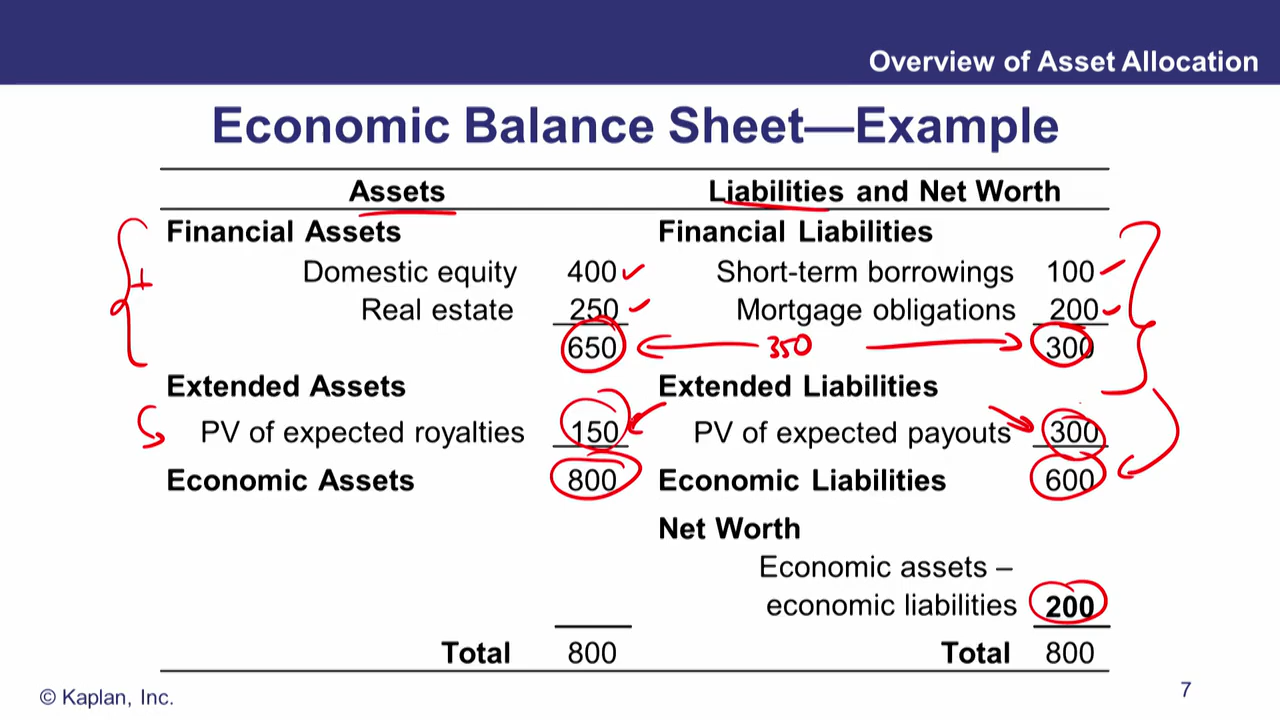 Overview of Asset Allocation
Economic Balance Sheet—Example
Assets Liabilities and Net Worth
Financial Assets Financial Liabilities
Domestic equity 400 Short-term borrowings 100
Real estate 250 Mortgage obligations 200
650 350 300
Extended Assets Extended Liabilities
PV of expected royalties 150 PV of expected payouts 300
Economic Assets 800 Economic Liabilities 600
Net Worth
Economic assets –
economic liabilities 200
Total 800 Total 800
© Kaplan, Inc. 7